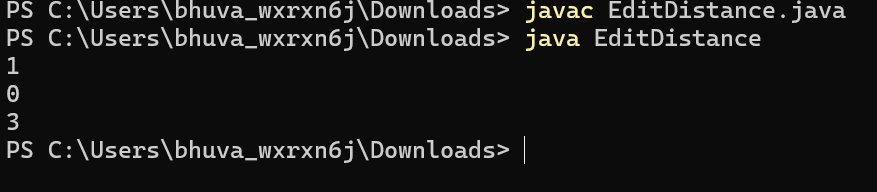 PS C:\Users\bhuva_wxrxn6j\Downloads> javac EditDistance.java
PS C:\Users\bhuva_wxrxn6j\Downloads> java EditDistance
1
0
3
PS C:\Users\bhuva_wxrxn6j\Downloads>